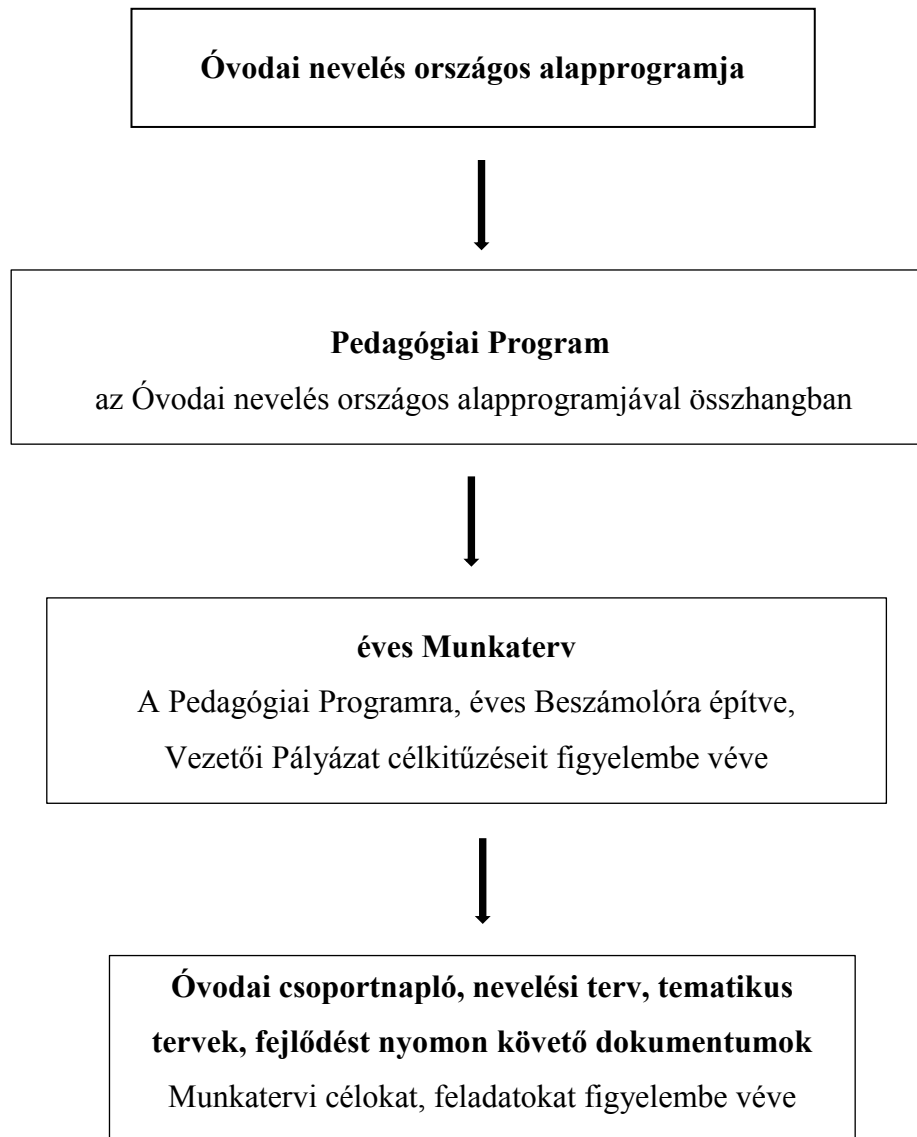 Óvodai nevelés országos alapprogramja
Pedagógiai Program
az Óvodai nevelés országos alapprogramjával összhangban
éves Munkaterv
A Pedagógiai Programra, éves Beszámolóra építve,
Vezetői Pályázat célkitűzéseit figyelembe véve
Óvodai csoportnapló, nevelési terv, tematikus
tervek, fejlődést nyomon követő dokumentumok
Munkatervi célokat, feladatokat figyelembe véve